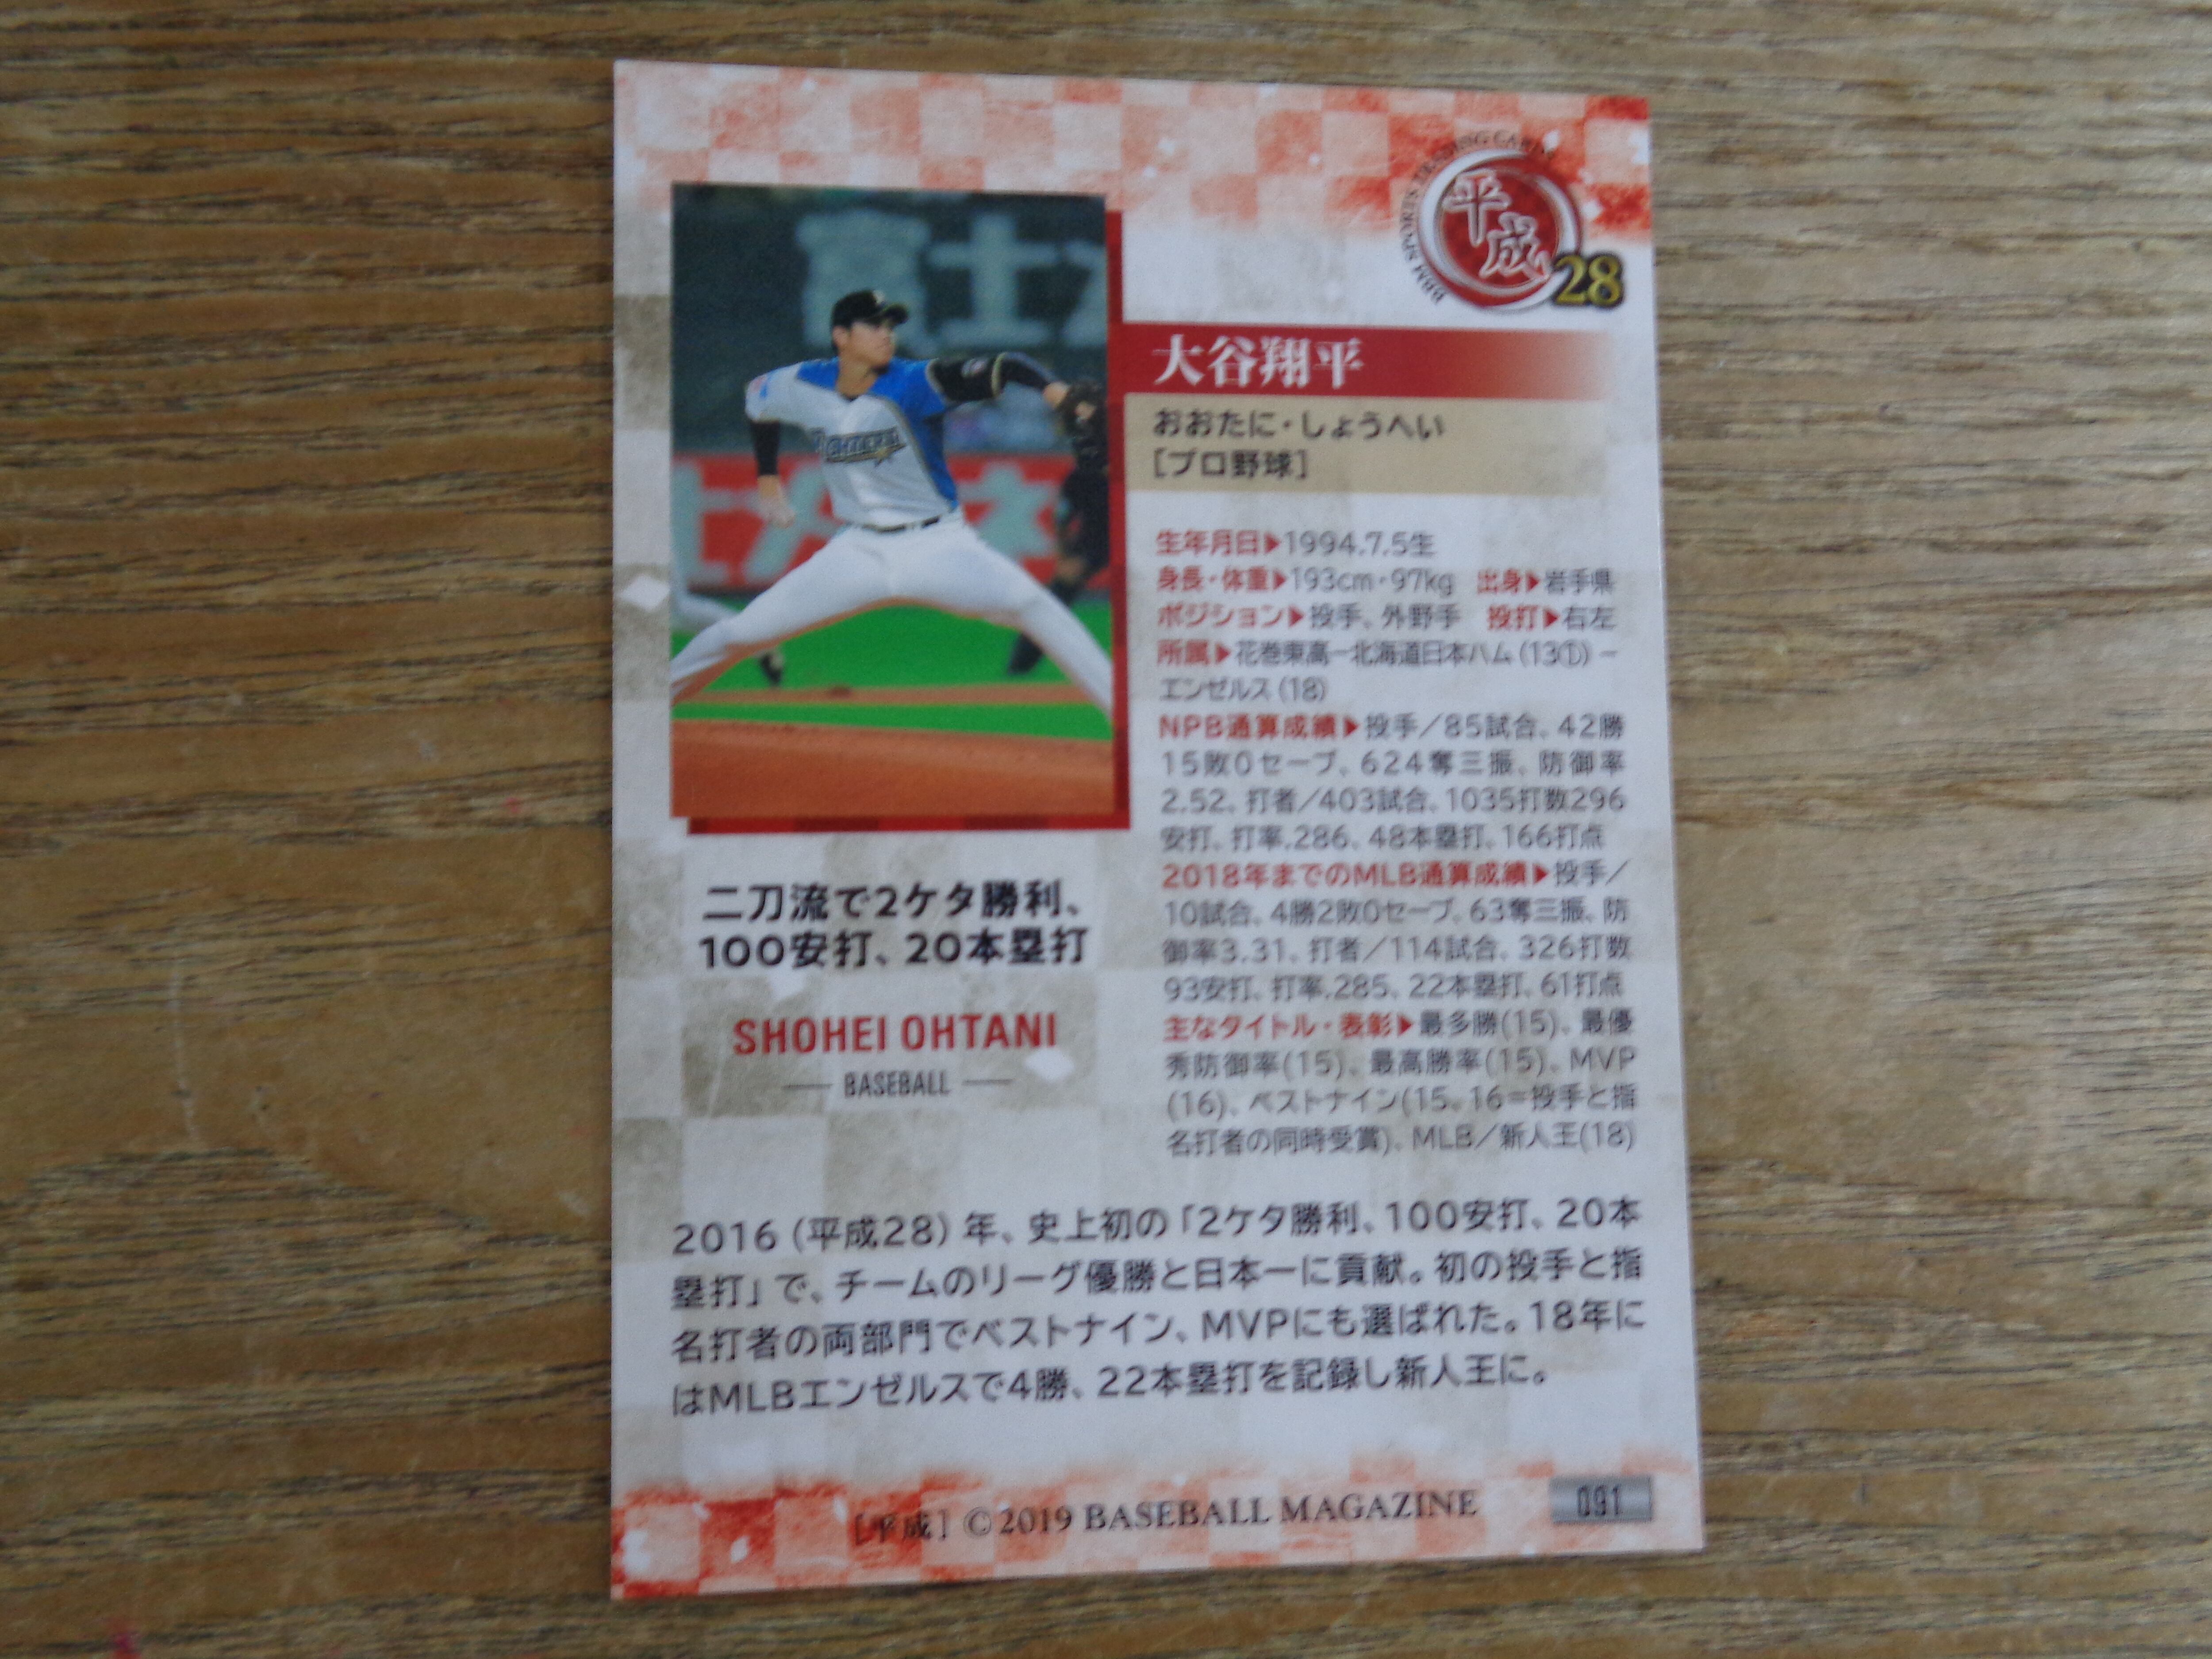 BBM SPORTS TRADING CARDS
平成
28
富士
FIGHTERS
大谷翔平
おおたに・しょうへい
[プロ野球]
生年月日▶1994.7.5生
身長・体重▶193cm・97kg 出身▶岩手県
ポジション▶投手、外野手 投打▶右左
所属▶花巻東高－北海道日本ハム(13①)－
エンゼルス(18)
NPB通算成績▶投手／85試合、42勝
15敗0セーブ、624奪三振、防御率
2.52、打者／403試合、1035打数296
安打、打率.286、48本塁打、166打点
2018年までのMLB通算成績▶投手／
10試合、4勝2敗0セーブ、63奪三振、防
御率3.31、打者／114試合、326打数
93安打、打率.285、22本塁打、61打点
主なタイトル・表彰▶最多勝(15)、最優
秀防御率(15)、最高勝率(15)、MVP
(16)、ベストナイン(15、16＝投手と指
名打者の同時受賞)、MLB／新人王(18)
二刀流で2ケタ勝利、
100安打、20本塁打
SHOHEI OHTANI
BASEBALL
2016(平成28)年、史上初の「2ケタ勝利、100安打、20本
塁打」で、チームのリーグ優勝と日本一に貢献。初の投手と指
名打者の両部門でベストナイン、MVPにも選ばれた。18年に
はMLBエンゼルスで4勝、22本塁打を記録し新人王に。
[平成] © 2019 BASEBALL MAGAZINE
091